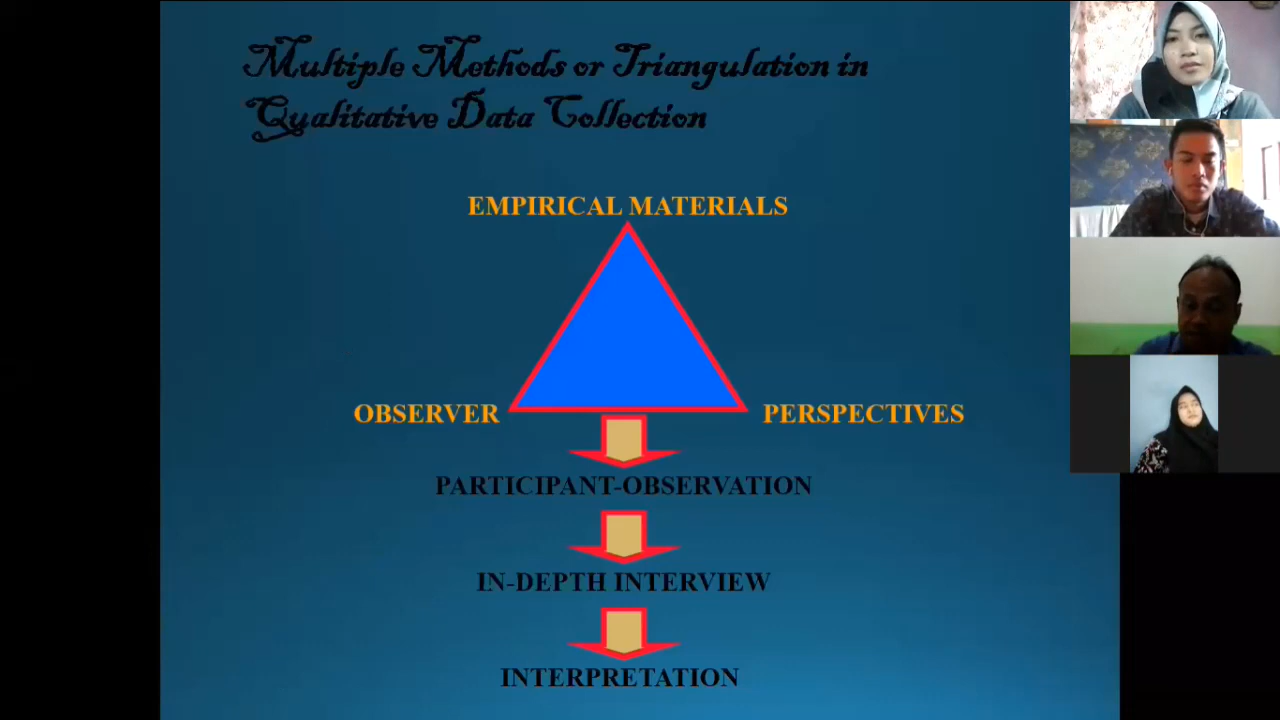 Multiple Methods or Triangulation in
Qualitative Data Collection
EMPIRICAL MATERIALS
OBSERVER
PERSPECTIVES
PARTICIPANT-OBSERVATION
IN-DEPTH INTERVIEW
INTERPRETATION